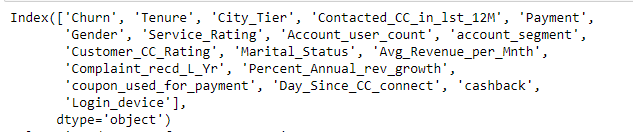 Index(['Churn', 'Tenure', 'City_Tier', 'Contacted_CC_in_lst_12M', 'Payment',
'Gender', 'Service_Rating', 'Account_user_count', 'account_segment',
'Customer_CC_Rating', 'Marital_Status', 'Avg_Revenue_per_Mnth',
'Complaint_recd_L_Yr', 'Percent_Annual_rev_growth',
'coupon_used_for_payment', 'Day_Since_CC_connect', 'cashback',
'Login_device'],
dtype='object')